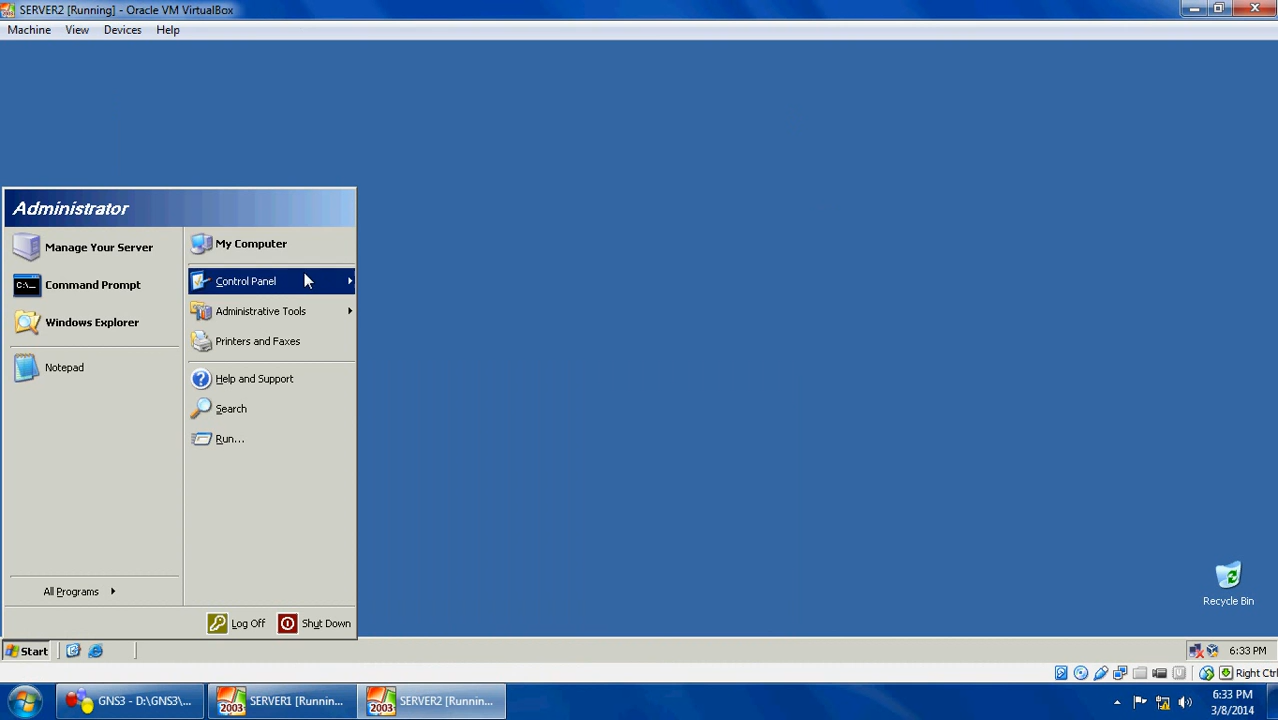 SERVER2 [Running] - Oracle VM VirtualBox
Machine View Devices Help
Administrator
Manage Your Server
Command Prompt
Windows Explorer
Notepad
All Programs
My Computer
Control Panel
Administrative Tools
Printers and Faxes
Help and Support
Search
Run...
Log Off Shut Down
Recycle Bin
Start 6:33 PM
Right Ctrl
GNS3 - D:\GNS3\... SERVER1 [Runnin... SERVER2 [Runnin...
2003 2003
6:33 PM
3/8/2014